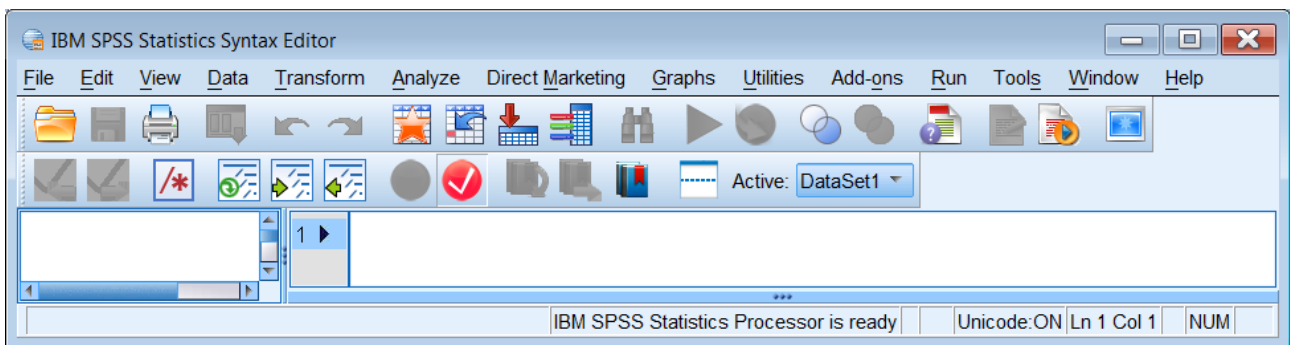 IBM SPSS Statistics Syntax Editor
File Edit View Data Transform Analyze Direct Marketing Graphs Utilities Add-ons Run Tools Window Help
/* Active: DataSet1
1
IBM SPSS Statistics Processor is ready Unicode:ON Ln 1 Col 1 NUM